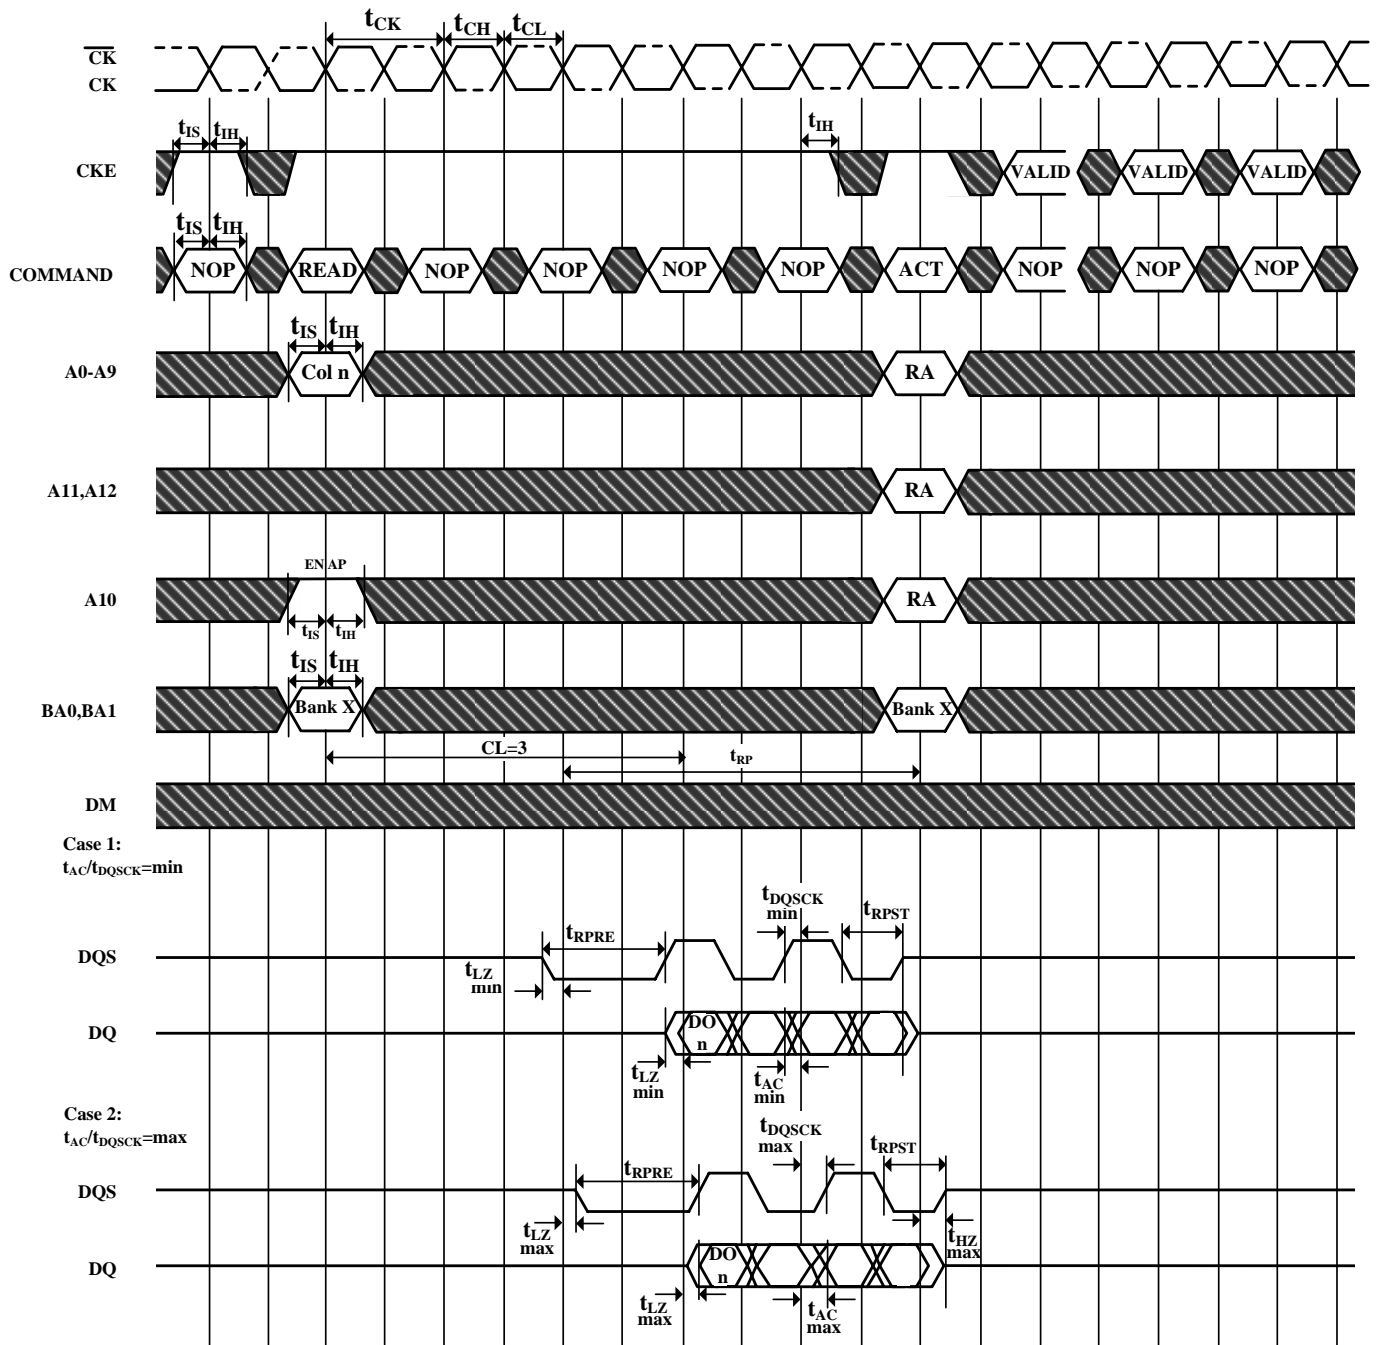 tCK tCH tCL
CK
CK
tIS tIH tIH
CKE VALID VALID VALID
tIS tIH
COMMAND NOP READ NOP NOP NOP NOP ACT NOP NOP NOP
tIS tIH
A0-A9 Col n RA
A11,A12 RA
EN AP
A10 RA
tIS tIH
tIS tIH
BA0,BA1 Bank X Bank X
CL=3
tRP
DM
Case 1:
tAC/tDQSCK=min
tDQSCK
min
tRPST
tRPRE
DQS
tLZ
min
DQ DO
n
tLZ
min
tAC
min
Case 2:
tAC/tDQSCK=max
tDQSCK
max
tRPST
tRPRE
DQS
tLZ
max
tHZ
max
DQ DO
n
tLZ
max
tAC
max